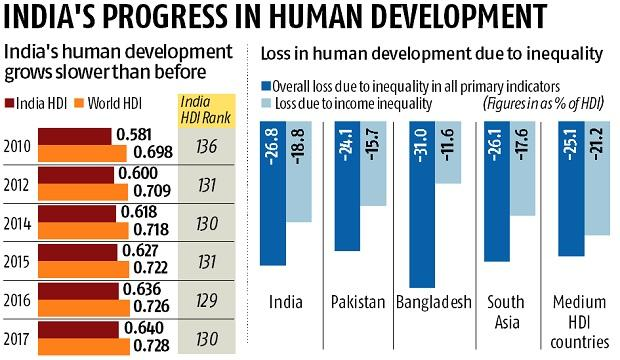 INDIA'S PROGRESS IN HUMAN DEVELOPMENT
India's human development
grows slower than before
India HDI World HDI
India
HDI Rank
2010 0.581 0.698 136
2012 0.600 0.709 131
2014 0.618 0.718 130
2015 0.627 0.722 131
2016 0.636 0.726 129
2017 0.640 0.728 130
Loss in human development due to inequality
Overall loss due to inequality in all primary indicators
Loss due to income inequality (Figures in as % of HDI)
-26.8 -18.8 -24.1 -15.7 -31.0 -11.6 -26.1 -17.6 -25.1 -21.2
India Pakistan Bangladesh South Medium
Asia HDI
countries